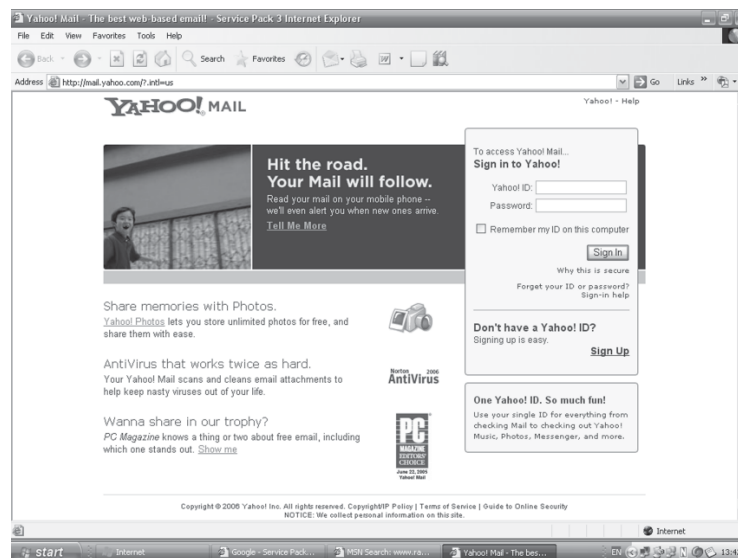 Yahoo! Mail - The best web-based email! - Service Pack 3 Internet Explorer
File Edit View Favorites Tools Help
Back Search Favorites
Address http://mail.yahoo.com/?.intl=us Go Links »
YAHOO! MAIL
Yahoo! - Help
Hit the road.
Your Mail will follow.
Read your mail on your mobile phone --
we'll even alert you when new ones arrive.
Tell Me More
To access Yahoo! Mail...
Sign in to Yahoo!
Yahoo! ID:
Password:
Remember my ID on this computer
Sign In
Why this is secure
Forget your ID or password?
Sign-in help
Don't have a Yahoo! ID?
Signing up is easy.
Sign Up
Share memories with Photos.
Yahoo! Photos lets you store unlimited photos for free, and
share them with ease.
AntiVirus that works twice as hard.
Your Yahoo! Mail scans and cleans email attachments to
help keep nasty viruses out of your life.
Norton 2006
AntiVirus
Wanna share in our trophy?
PC Magazine knows a thing or two about free email, including
which one stands out. Show me
PC
MAGAZINE
EDITORS'
CHOICE
June 22, 2005
Yahoo! Mail
One Yahoo! ID. So much fun!
Use your single ID for everything from
checking Mail to checking out Yahoo!
Music, Photos, Messenger, and more.
Copyright © 2006 Yahoo! Inc. All rights reserved. Copyright/IP Policy | Terms of Service | Guide to Online Security
NOTICE: We collect personal information on this site.
Internet
start Internet Google - Service Pack... MSN Search: www.ra... Yahoo! Mail - The bes... EN